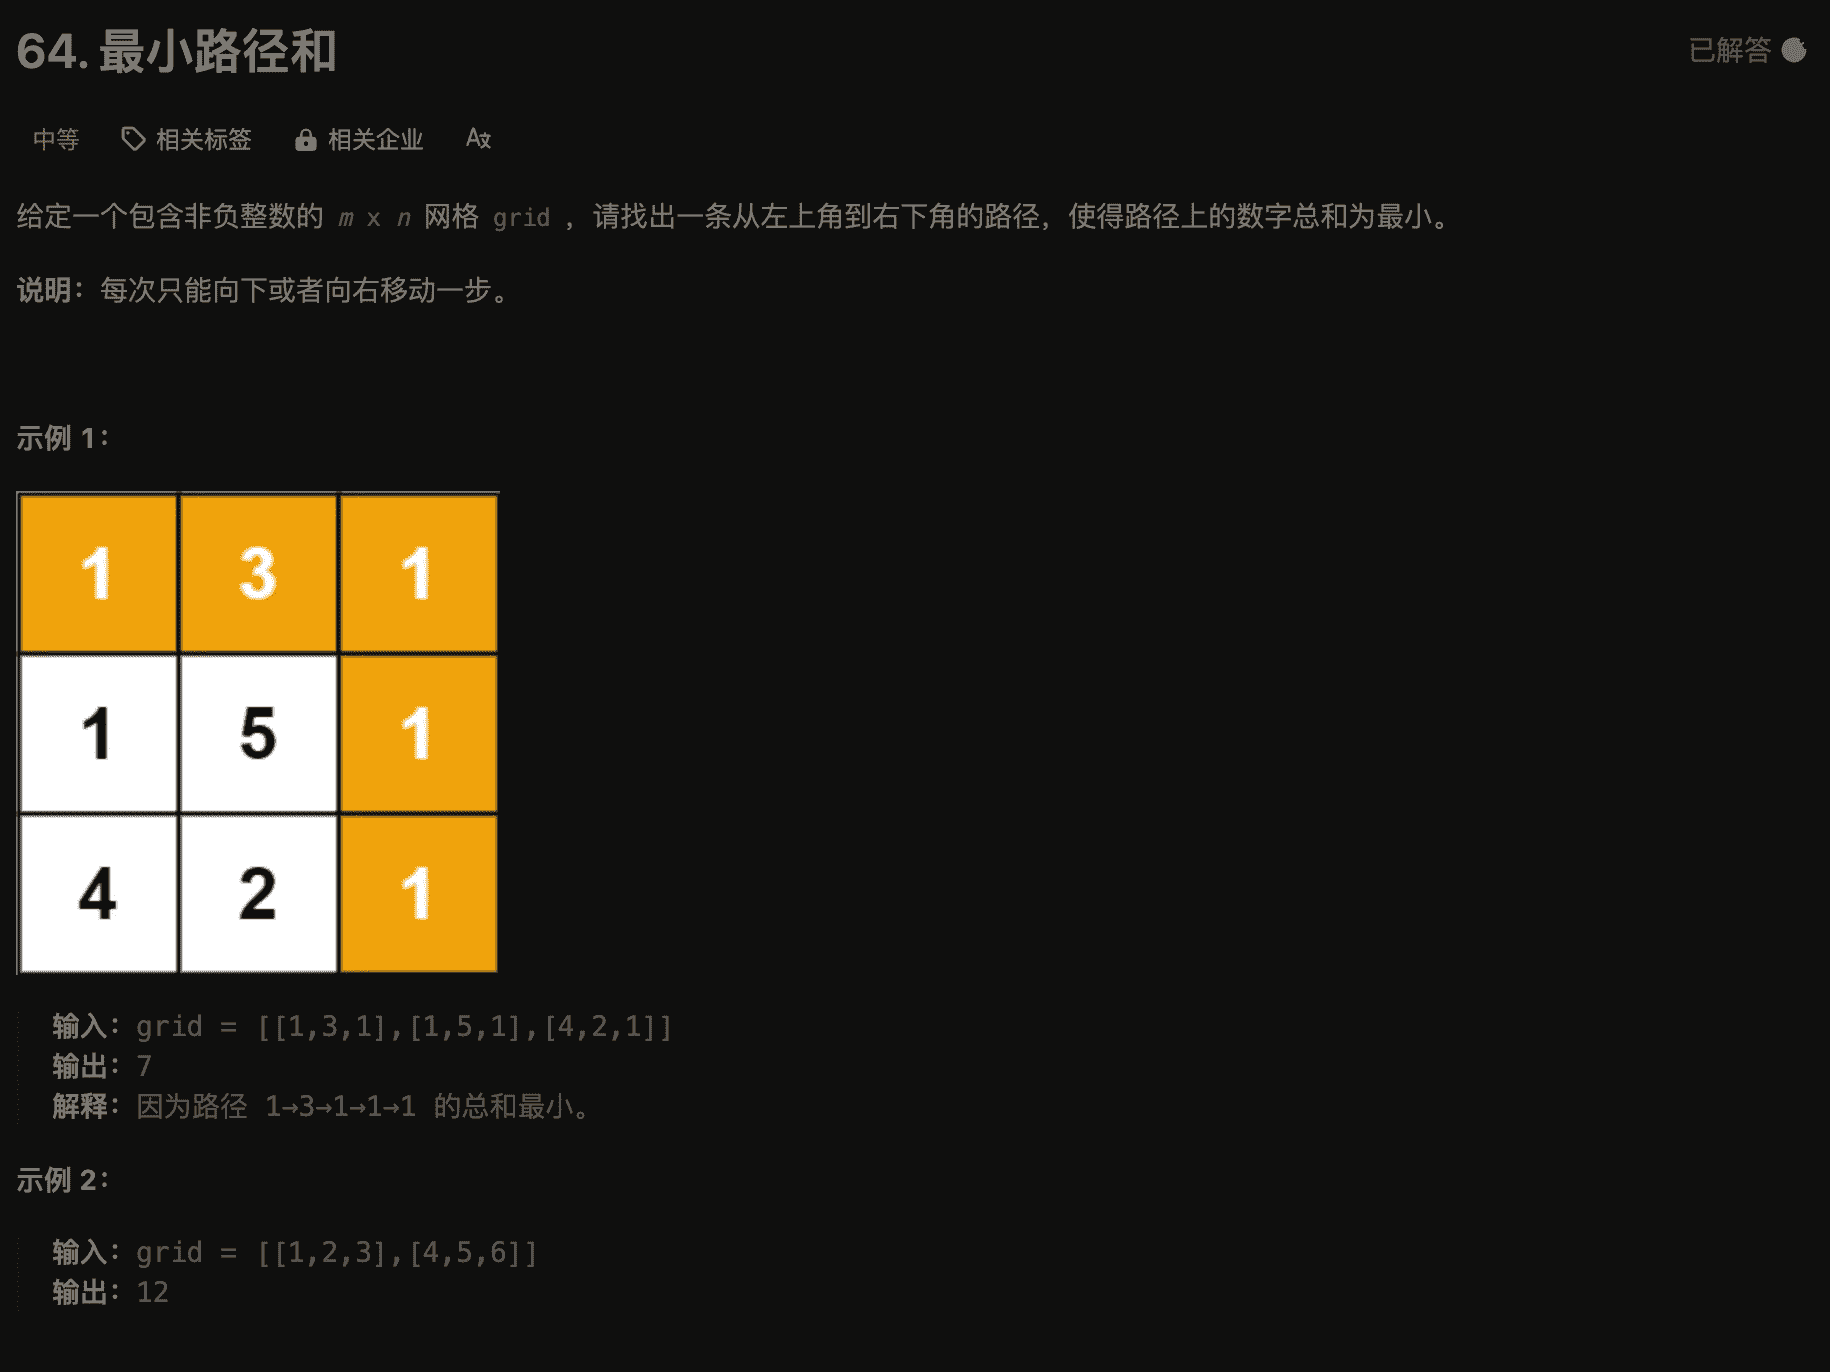 64. 最小路径和
已解答
中等 相关标签 相关企业
给定一个包含非负整数的 m x n 网格 grid ，请找出一条从左上角到右下角的路径，使得路径上的数字总和为最小。
说明：每次只能向下或者向右移动一步。
示例 1：
1 3 1
1 5 1
4 2 1
输入：grid = [[1,3,1],[1,5,1],[4,2,1]]
输出：7
解释：因为路径 1→3→1→1→1 的总和最小。
示例 2：
输入：grid = [[1,2,3],[4,5,6]]
输出：12